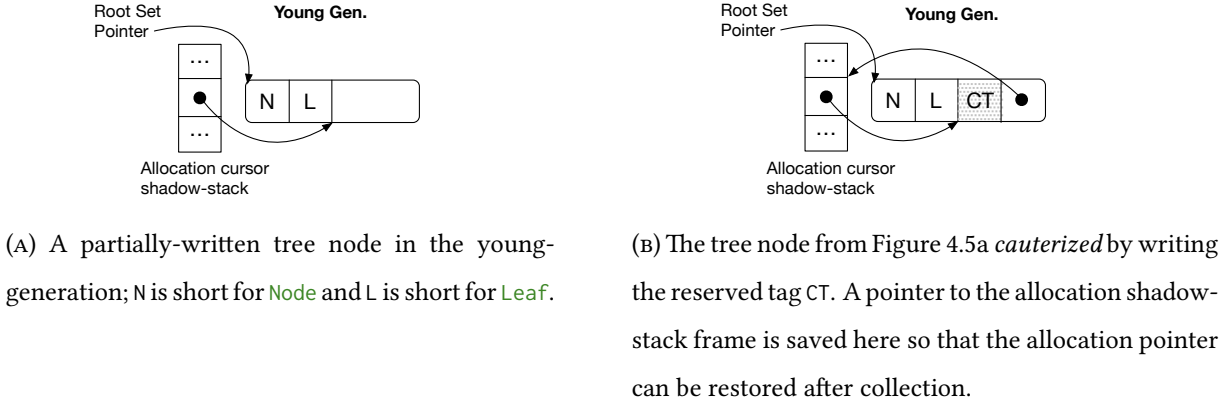 Root Set
Pointer
Young Gen.
...
N L
...
Allocation cursor
shadow-stack
(A) A partially-written tree node in the young-
generation; N is short for Node and L is short for Leaf.
Root Set
Pointer
Young Gen.
...
N L CT
...
Allocation cursor
shadow-stack
(B) The tree node from Figure 4.5a cauterized by writing
the reserved tag CT. A pointer to the allocation shadow-
stack frame is saved here so that the allocation pointer
can be restored after collection.